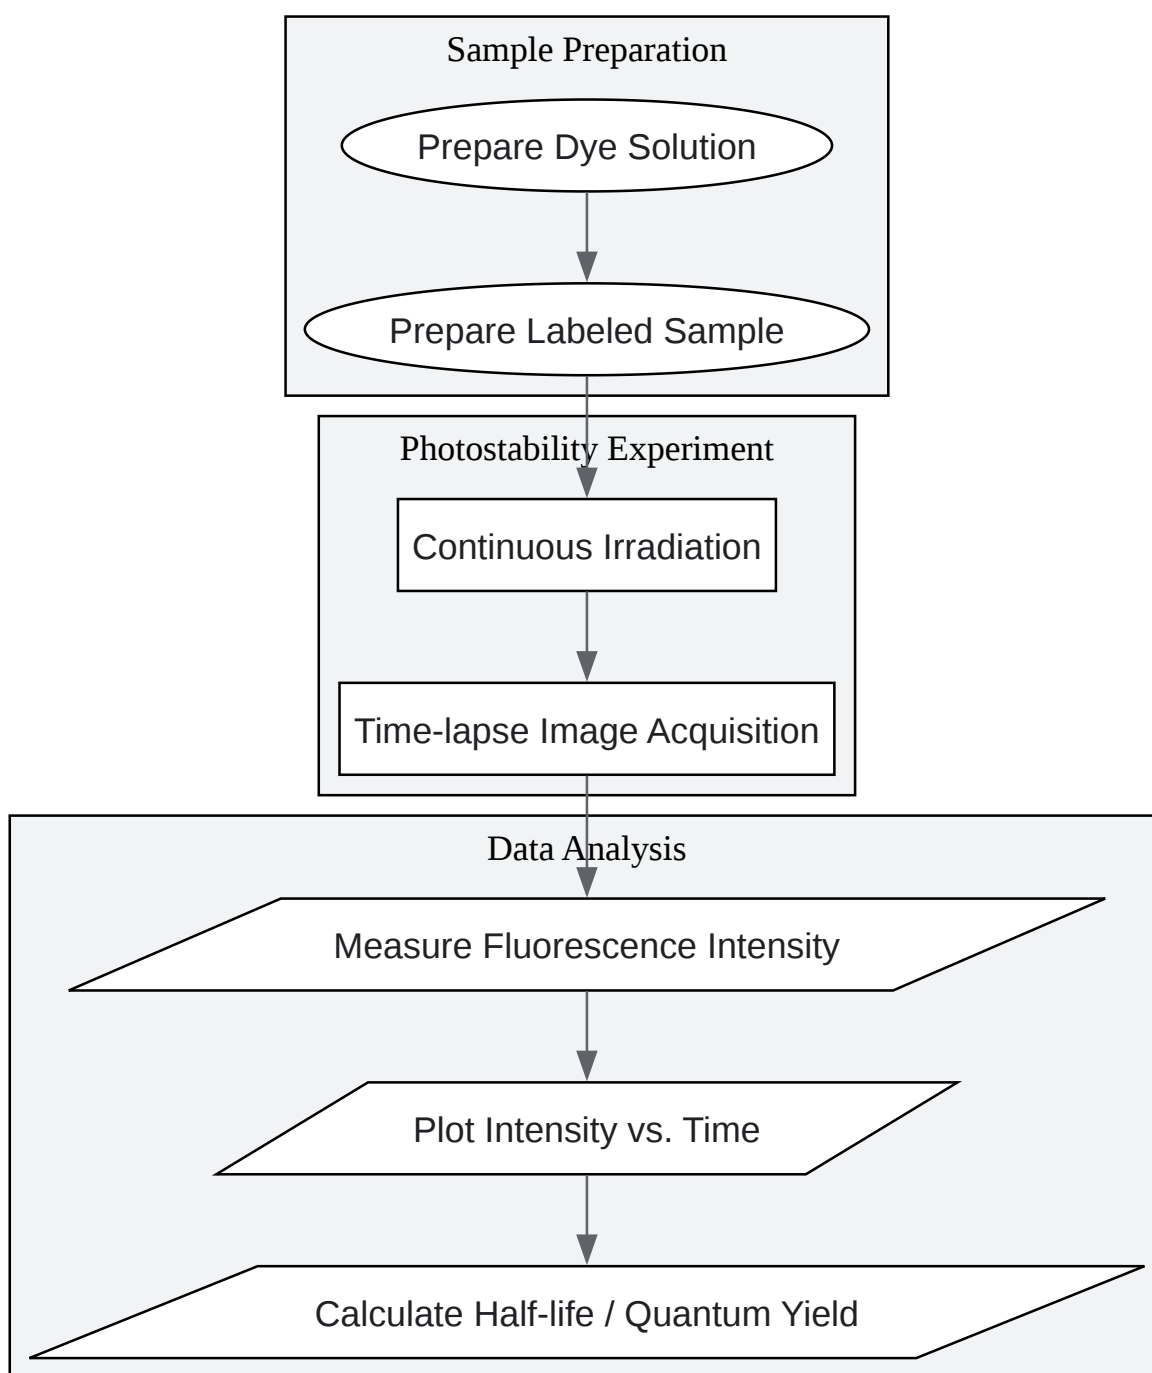 Sample Preparation
Prepare Dye Solution
Prepare Labeled Sample
Photostability Experiment
Continuous Irradiation
Time-lapse Image Acquisition
Data Analysis
Measure Fluorescence Intensity
Plot Intensity vs. Time
Calculate Half-life / Quantum Yield